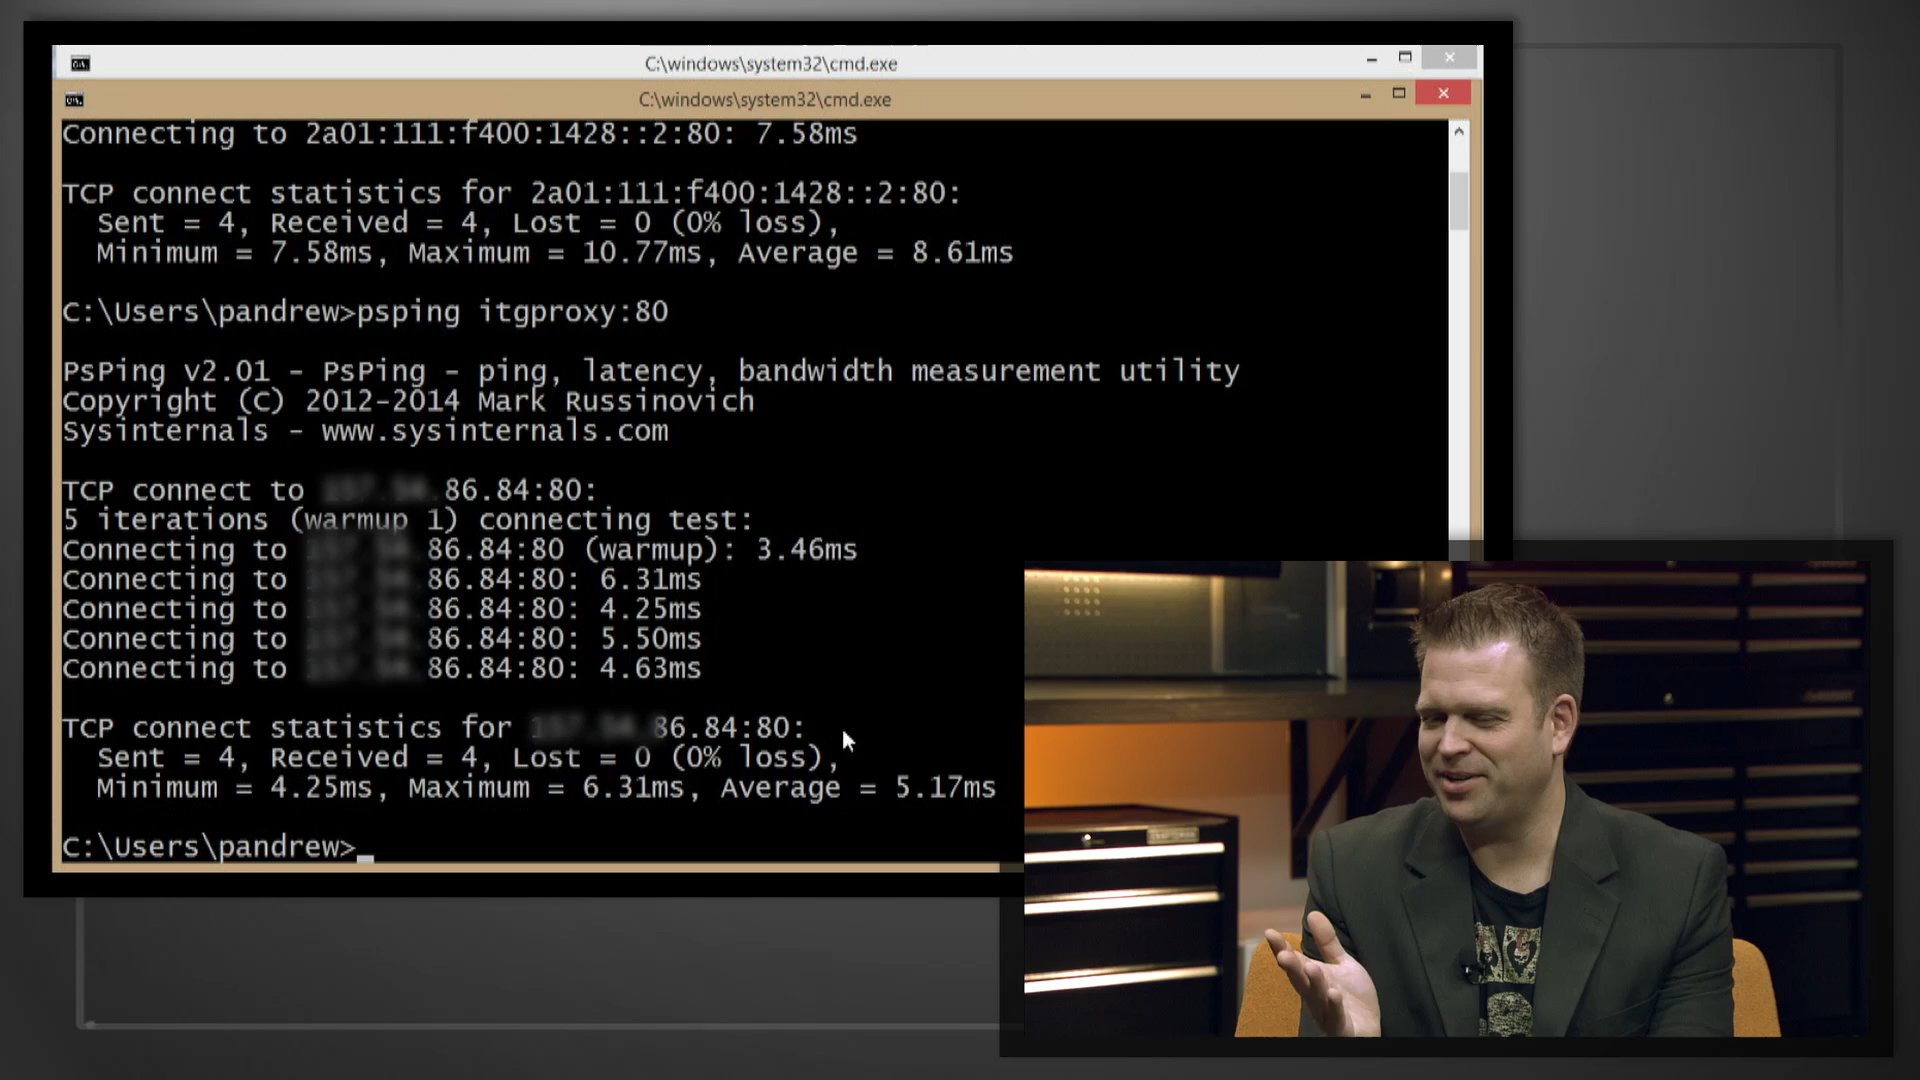 C:\windows\system32\cmd.exe
C:\windows\system32\cmd.exe
Connecting to 2a01:111:f400:1428::2:80: 7.58ms
TCP connect statistics for 2a01:111:f400:1428::2:80:
Sent = 4, Received = 4, Lost = 0 (0% loss),
Minimum = 7.58ms, Maximum = 10.77ms, Average = 8.61ms
C:\Users\pandrew>psping itgproxy:80
PsPing v2.01 - PsPing - ping, latency, bandwidth measurement utility
Copyright (C) 2012-2014 Mark Russinovich
Sysinternals - www.sysinternals.com
TCP connect to 86.84:80:
5 iterations (warmup 1) connecting test:
Connecting to 86.84:80 (warmup): 3.46ms
Connecting to 86.84:80: 6.31ms
Connecting to 86.84:80: 4.25ms
Connecting to 86.84:80: 5.50ms
Connecting to 86.84:80: 4.63ms
TCP connect statistics for 86.84:80:
Sent = 4, Received = 4, Lost = 0 (0% loss),
Minimum = 4.25ms, Maximum = 6.31ms, Average = 5.17ms
C:\Users\pandrew>_